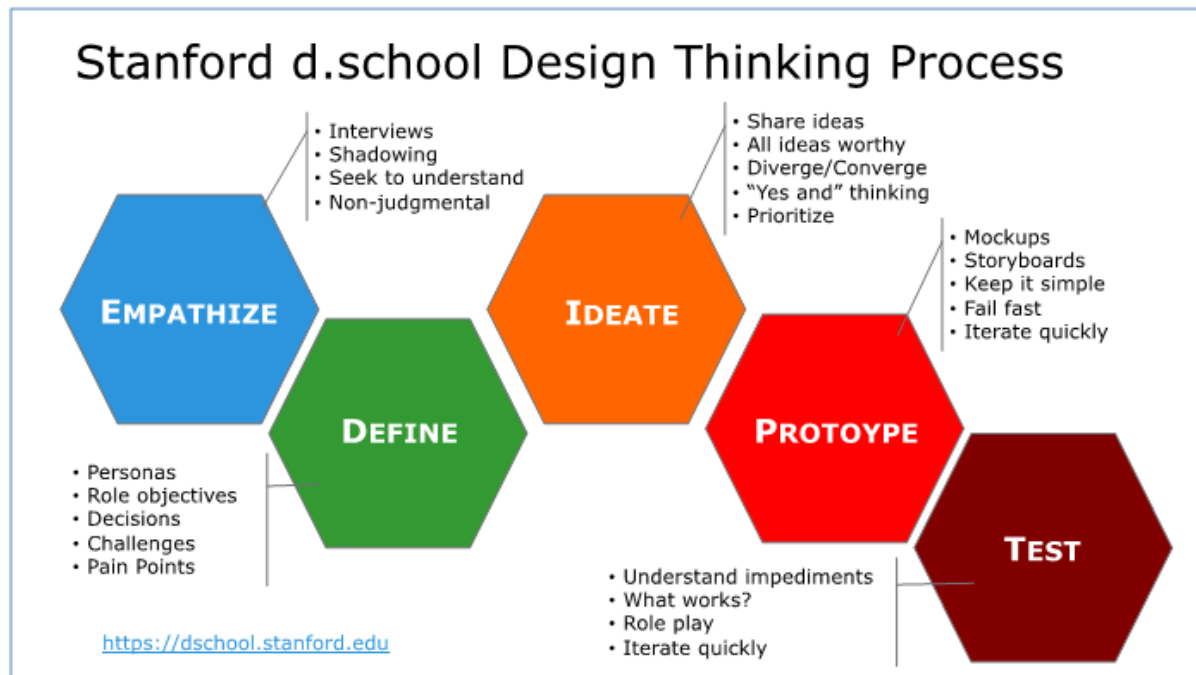 Stanford d.school Design Thinking Process
• Interviews
• Shadowing
• Seek to understand
• Non-judgmental
EMPATHIZE
• Personas
• Role objectives
• Decisions
• Challenges
• Pain Points
DEFINE
• Share ideas
• All ideas worthy
• Diverge/Converge
• “Yes and” thinking
• Prioritize
IDEATE
• Mockups
• Storyboards
• Keep it simple
• Fail fast
• Iterate quickly
PROTOYPE
• Understand impediments
• What works?
• Role play
• Iterate quickly
TEST
https://dschool.stanford.edu